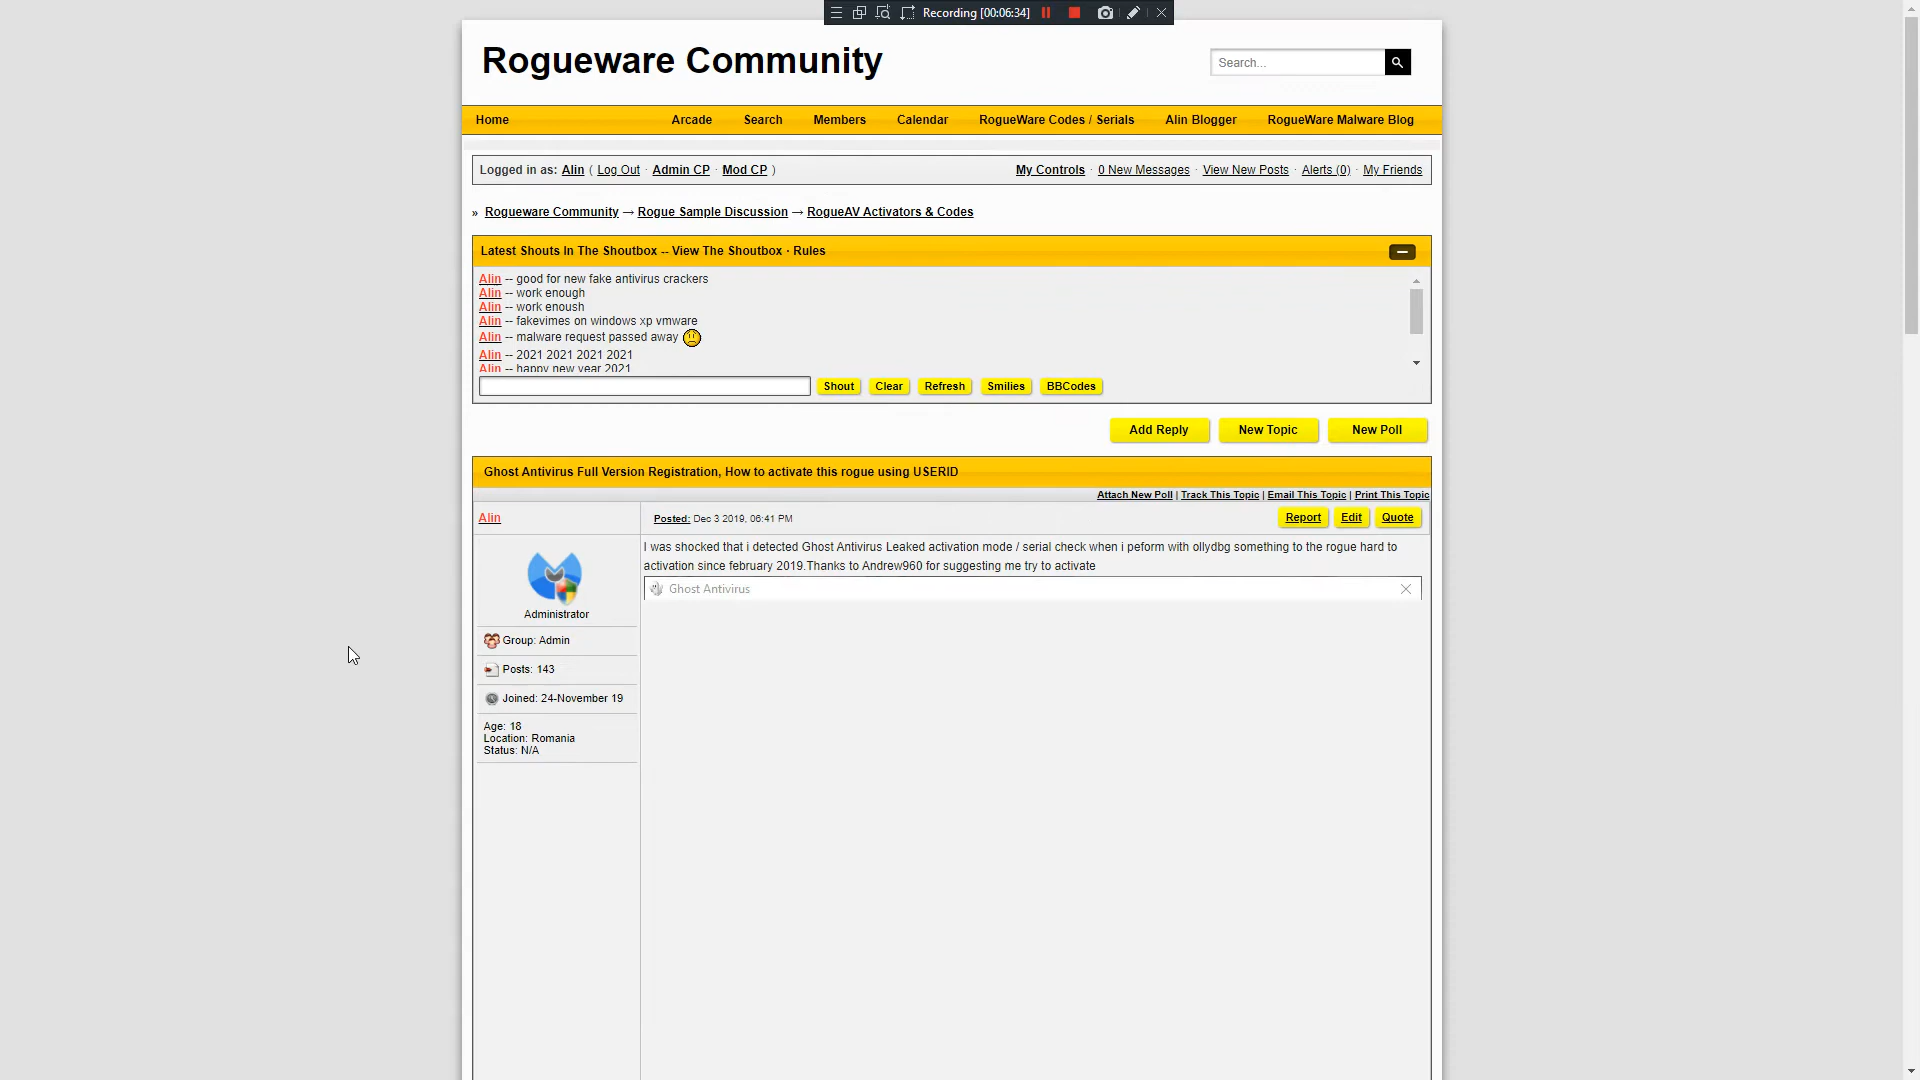 Recording [00:06:34]
Rogueware Community
Search...
Home Arcade Search Members Calendar RogueWare Codes / Serials Alin Blogger RogueWare Malware Blog
Logged in as: Alin ( Log Out · Admin CP · Mod CP ) My Controls · 0 New Messages · View New Posts · Alerts (0) · My Friends
» Rogueware Community → Rogue Sample Discussion → RogueAV Activators & Codes
Latest Shouts In The Shoutbox -- View The Shoutbox · Rules
Alin -- good for new fake antivirus crackers
Alin -- work enough
Alin -- work enoush
Alin -- fakevimes on windows xp vmware
Alin -- malware request passed away
Alin -- 2021 2021 2021 2021
Alin -- happy new year 2021
Shout Clear Refresh Smilies BBCodes
Add Reply New Topic New Poll
Ghost Antivirus Full Version Registration, How to activate this rogue using USERID
Attach New Poll | Track This Topic | Email This Topic | Print This Topic
Alin Posted: Dec 3 2019, 06:41 PM Report Edit Quote
I was shocked that i detected Ghost Antivirus Leaked activation mode / serial check when i peform with ollydbg something to the rogue hard to
activation since february 2019.Thanks to Andrew960 for suggesting me try to activate
Ghost Antivirus
Administrator
Group: Admin
Posts: 143
Joined: 24-November 19
Age: 18
Location: Romania
Status: N/A